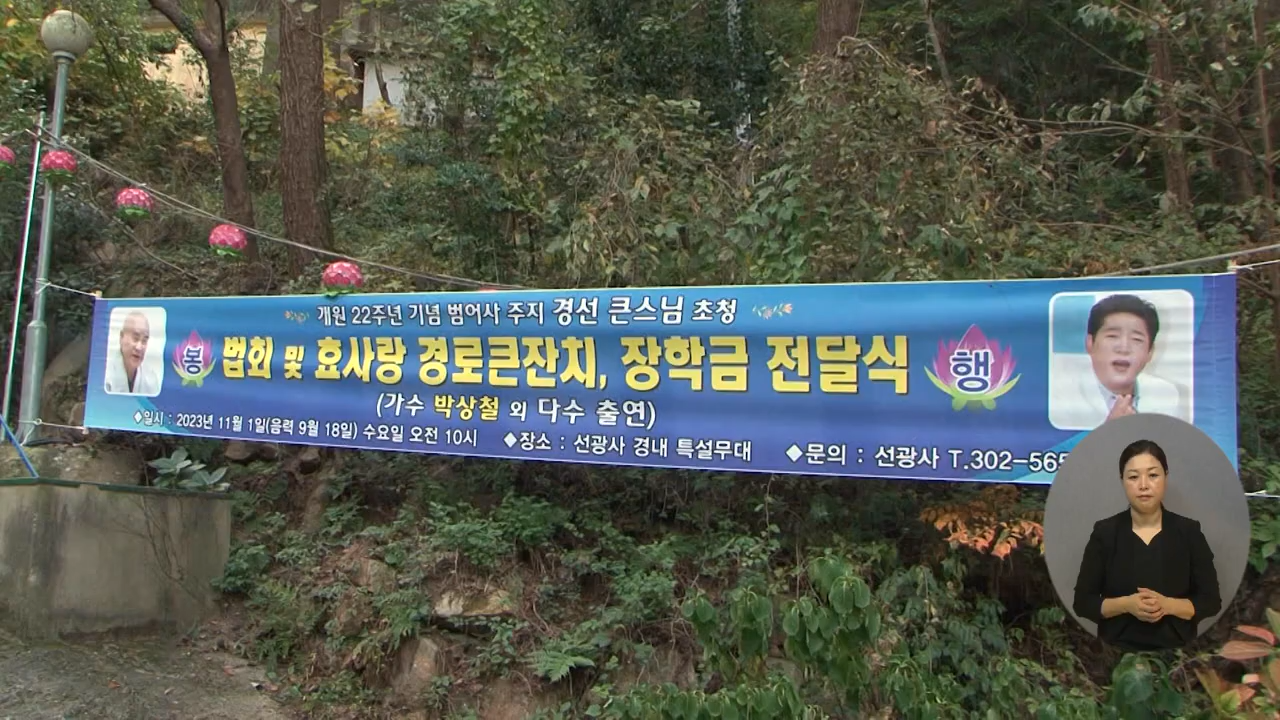 개원 22주년 기념 범어사 주지 경선 큰스님 초청
봉 법회 및 효사랑 경로큰잔치, 장학금 전달식 행
(가수 박상철 외 다수 출연)
◆일시 : 2023년 11월 1일(음력 9월 18일) 수요일 오전 10시 ◆장소 : 선광사 경내 특설무대 ◆문의 : 선광사 T.302-565